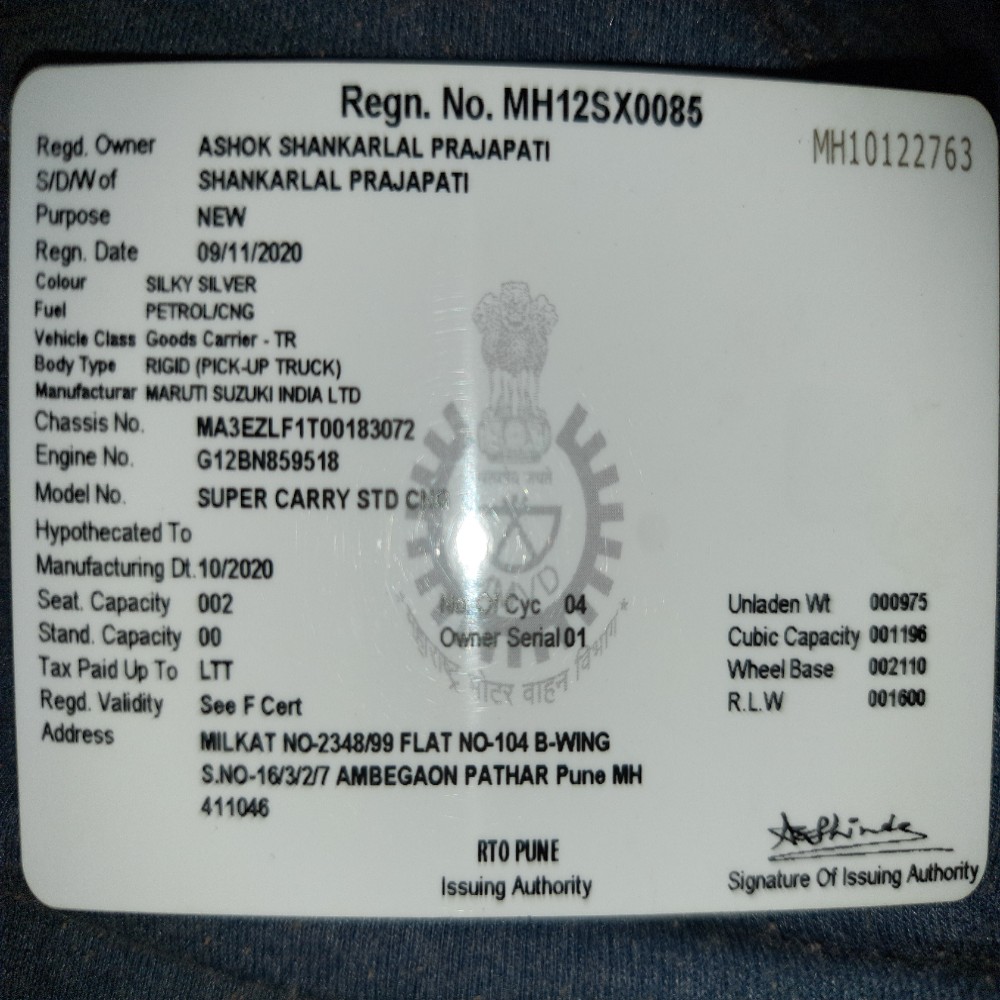 Regn. No. MH12SX0085
MH10122763
Regd. Owner ASHOK SHANKARLAL PRAJAPATI
S/D/W of SHANKARLAL PRAJAPATI
Purpose NEW
Regn. Date 09/11/2020
Colour SILKY SILVER
Fuel PETROL/CNG
Vehicle Class Goods Carrier - TR
Body Type RIGID (PICK-UP TRUCK)
Manufacturar MARUTI SUZUKI INDIA LTD
Chassis No. MA3EZLF1T00183072
Engine No. G12BN859518
Model No. SUPER CARRY STD CNG
Hypothecated To
Manufacturing Dt. 10/2020
Seat. Capacity 002 No. Of Cyc 04 Unladen Wt 000975
Stand. Capacity 00 Owner Serial 01 Cubic Capacity 001196
Tax Paid Up To LTT Wheel Base 002110
Regd. Validity See F Cert R.L.W 001600
मोटर वाहन विभाग
Address MILKAT NO-2348/99 FLAT NO-104 B-WING
S.NO-16/3/2/7 AMBEGAON PATHAR Pune MH
411046
RTO PUNE
Issuing Authority
Signature Of Issuing Authority